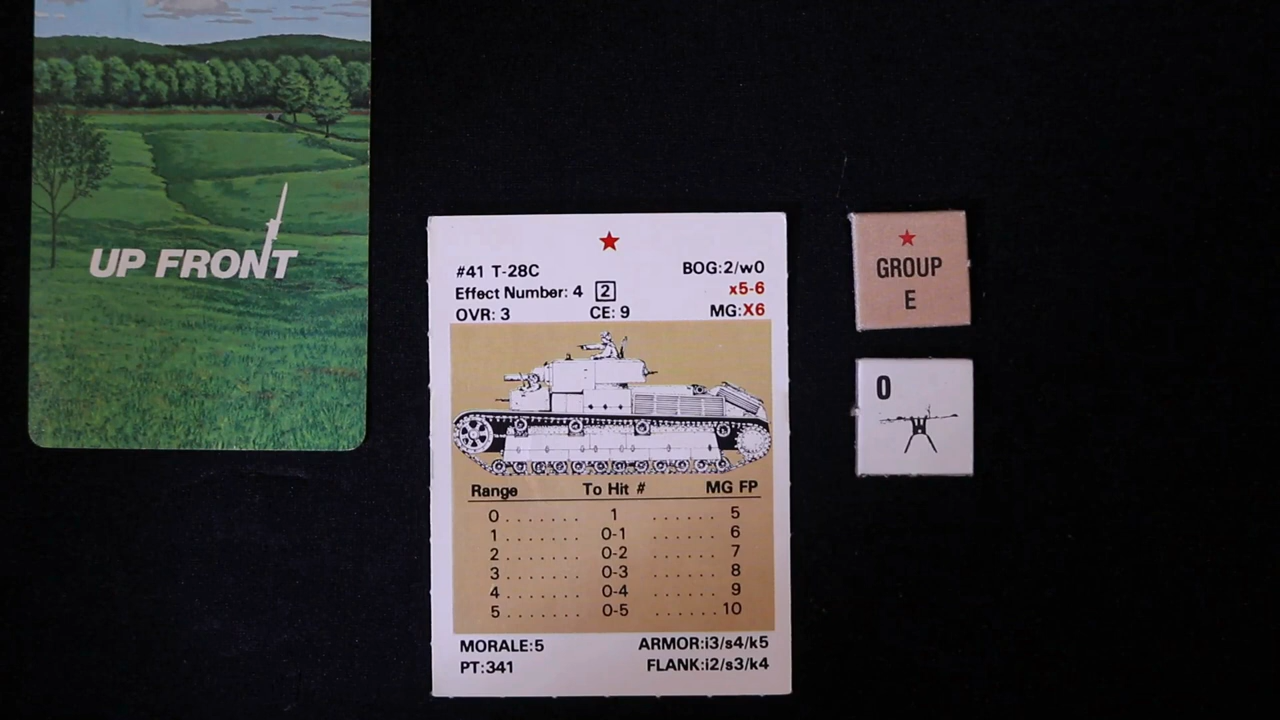 UP FRONT
#41 T-28C BOG:2/w0
Effect Number: 4 2 x5-6
OVR: 3 CE: 9 MG:X6
Range To Hit # MG FP
0 . . . . . . . 1 . . . . . . 5
1 . . . . . . . 0-1 . . . . . . 6
2 . . . . . . . 0-2 . . . . . . 7
3 . . . . . . . 0-3 . . . . . . 8
4 . . . . . . . 0-4 . . . . . . 9
5 . . . . . . . 0-5 . . . . . . 10
MORALE:5 ARMOR:i3/s4/k5
PT:341 FLANK:i2/s3/k4
GROUP
E
0